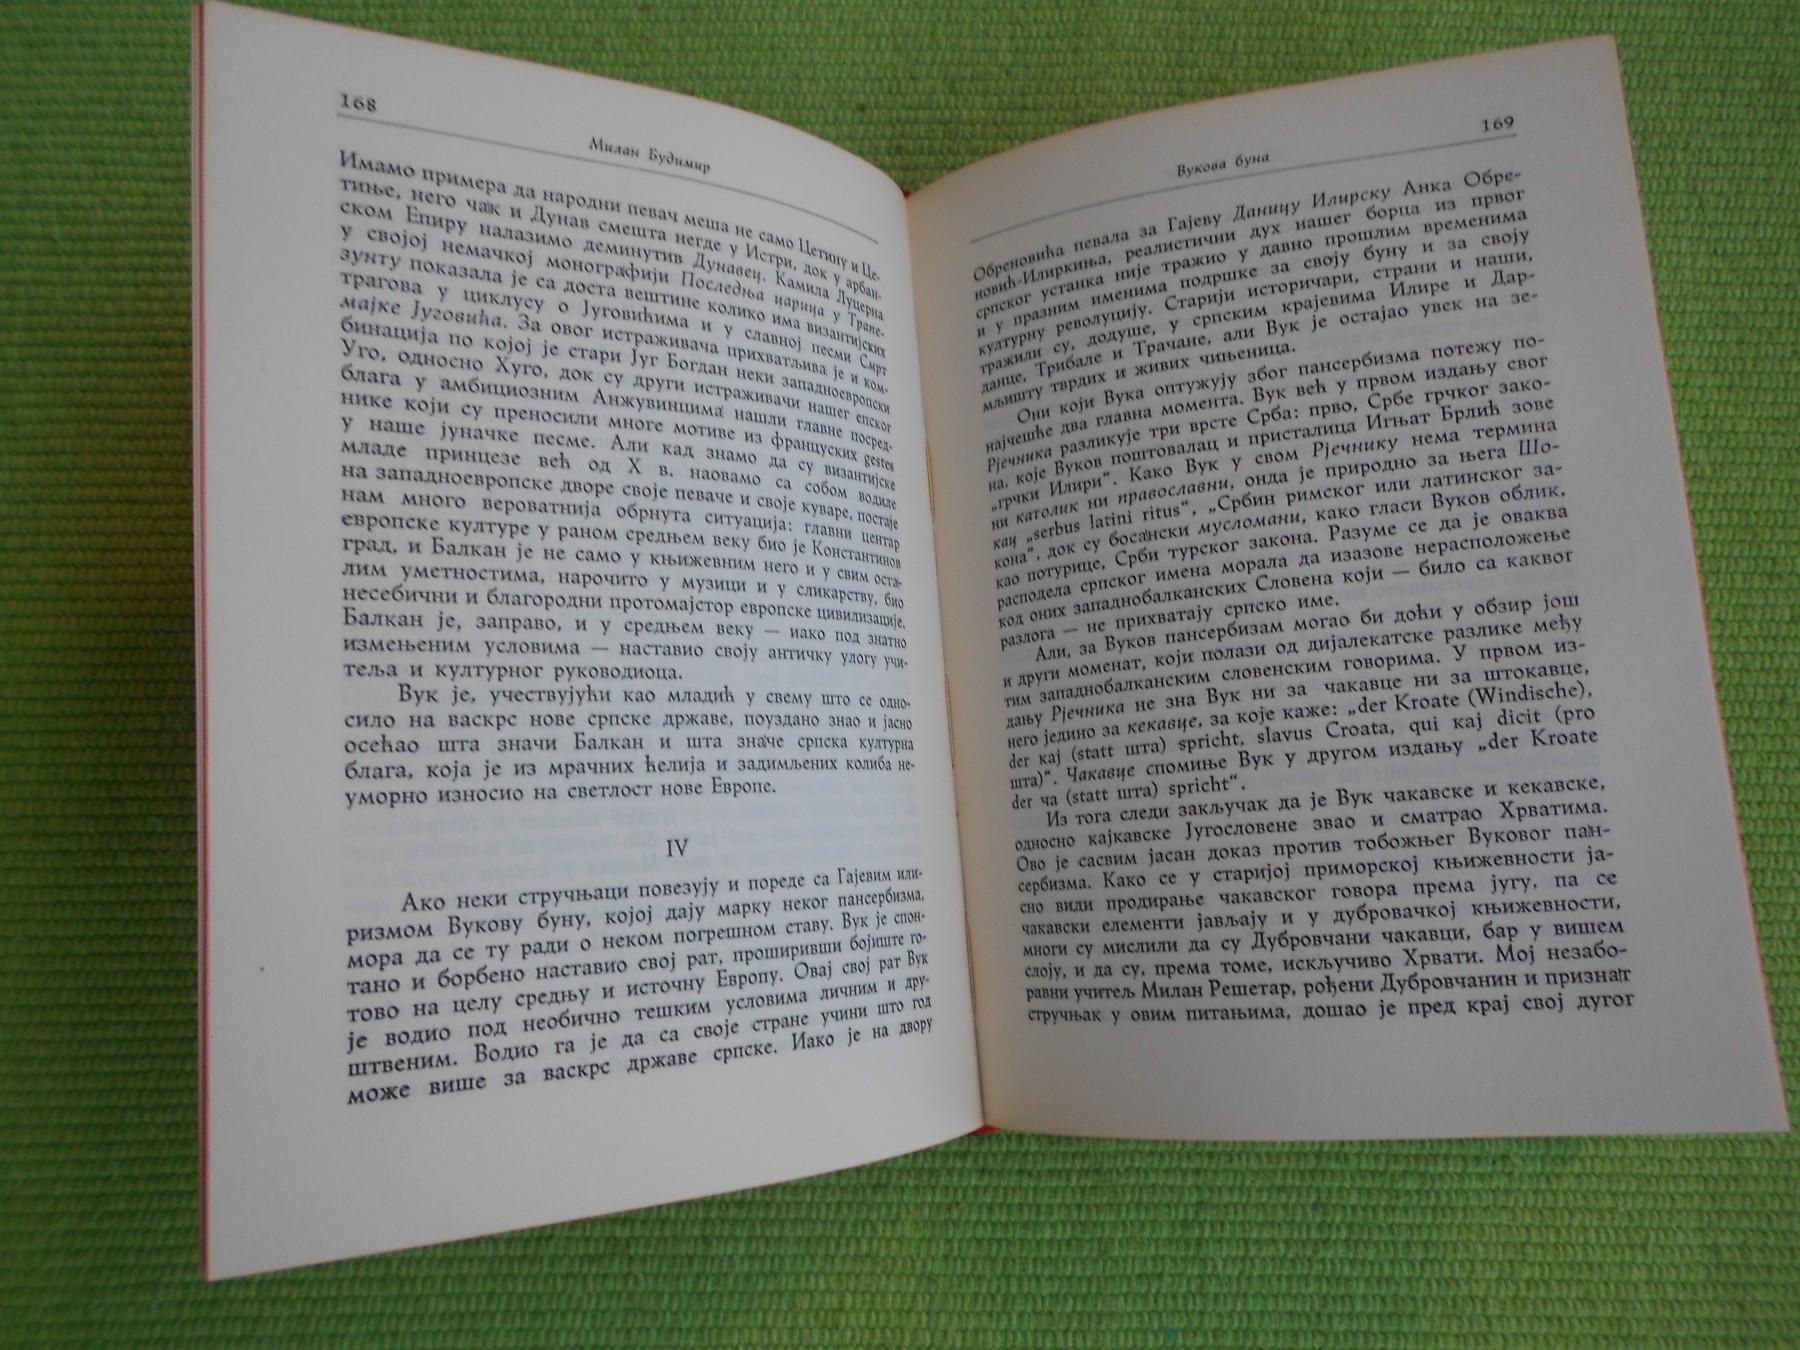 168
Милан Будимир
Имамо примера да народни певач меша не само Цетину и Це-
тиње, него чак и Дунав смешта негде у Истри, док у арбан-
ском Епиру налазимо деминутив Дунавец. Камила Луцерна
у својој немачкој монографији Последња царица у Трапе-
зунту показала је са доста вештине колико има византијских
трагова у циклусу о Југовићима и у славној песми Смрт
мајке Југовића. За овог истраживача прихватљива је и ком-
бинација по којој је стари Југ Богдан неки западноевропски
Уго, односно Хуго, док су други истраживачи нашег епског
блага у амбициозним Анжувинцима нашли главне посред-
нике који су преносили многе мотиве из француских gestes
у наше јуначке песме. Али кад знамо да су византијске
младе принцезе већ од X в. наовамо са собом водиле
на западноевропске дворе своје певаче и своје куваре, постаје
нам много вероватнија обрнута ситуација: главни центар
европске културе у раном средњем веку био је Константинов
град, и Балкан је не само у књижевним него и у свим оста-
лим уметностима, нарочито у музици и у сликарству, био
несебични и благородни протомајстор европске цивилизације.
Балкан је, заправо, и у средњем веку — иако под знатно
измењеним условима — наставио своју античку улогу учи-
теља и културног руководиоца.
Вук је, учествујући као младић у свему што се одно-
сило на васкрс нове српске државе, поуздано знао и јасно
осећао шта значи Балкан и шта значе српска културна
блага, која је из мрачних ћелија и задимљених колиба не-
уморно износио на светлост нове Европе.
IV
Ако неки стручњаци повезују и пореде са Гајевим или-
ризмом Вукову буну, којој дају марку неког пансербизма,
мора да се ту ради о неком погрешном ставу. Вук је спон-
тано и борбено наставио свој рат, проширивши бојиште го-
тово на целу средњу и источну Европу. Овај свој рат Вук
је водио под необично тешким условима личним и дру-
штвеним. Водио га је да са своје стране учини што год
може више за васкрс државе српске. Иако је на двору
169
Вукова буна
Обреновића певала за Гајеву Даницу Илирску Анка Обре-
новић-Илиркиња, реалистични дух нашег борца из првог
српског устанка није тражио у давно прошлим временима
и у празним именима подршке за своју буну и за своју
културну револуцију. Старији историчари, страни и наши,
тражили су, додуше, у српским крајевима Илире и Дар-
данце, Трибале и Трачане, али Вук је остајао увек на зе-
мљишту тврдих и живих чињеница.
Они који Вука оптужују због пансербизма потежу по-
најчешће два главна момента. Вук већ у првом издању свог
Рјечника разликује три врсте Срба: прво, Србе грчког зако-
на, које Вуков поштовалац и присталица Игњат Брлић зове
„грчки Илири“. Како Вук у свом Рјечнику нема термина
ни католик ни православни, онда је природно за њега Шо-
кац „serbus latini ritus“, „Србин римског или латинског за-
кона“, док су босански мусломани, како гласи Вуков облик,
као потурице, Срби турског закона. Разуме се да је оваква
расподела српског имена морала да изазове нерасположење
код оних западнобалканских Словена који — било са каквог
разлога — не прихватају српско име.
Али, за Вуков пансербизам могао би доћи у обзир још
и други моменат, који полази од дијалекатске разлике међу
тим западнобалканским словенским говорима. У првом из-
дању Рјечника не зна Вук ни за чакавце ни за штокавце,
него једино за кекавце, за које каже: „der Kroate (Windische),
der кај (statt шта) spricht, slavus Croata, qui кај dicit (pro
шта)“. Чакавце спомиње Вук у другом издању „der Kroate
der ча (statt шта) spricht“.
Из тога следи закључак да је Вук чакавске и кекавске,
односно кајкавске Југословене звао и сматрао Хрватима.
Ово је сасвим јасан доказ против тобожњег Вуковог пан-
сербизма. Како се у старијој приморској књижевности ја-
сно види продирање чакавског говора према југу, па се
чакавски елементи јављају и у дубровачкој књижевности,
многи су мислили да су Дубровчани чакавци, бар у вишем
слоју, и да су, према томе, искључиво Хрвати. Мој незабо-
равни учитељ Милан Решетар, рођени Дубровчанин и признат
стручњак у овим питањима, дошао је пред крај свој дугог